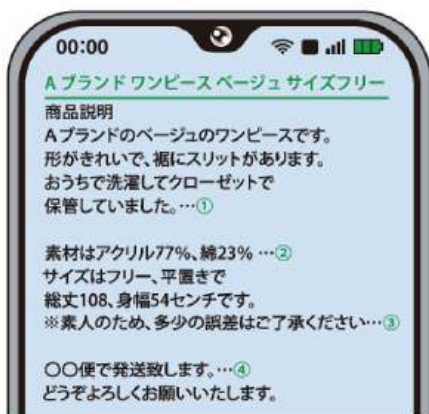 00:00
A ブランド ワンピース ベージュ サイズフリー
商品説明
Aブランドのベージュのワンピースです。
形がきれいで、裾にスリットがあります。
おうちで洗濯してクローゼットで
保管していました。…①
素材はアクリル77%、綿23% …②
サイズはフリー、平置きで
総丈108、身幅54センチです。
※素人のため、多少の誤差はご了承ください…③
〇〇便で発送致します。…④
どうぞよろしくお願いいたします。